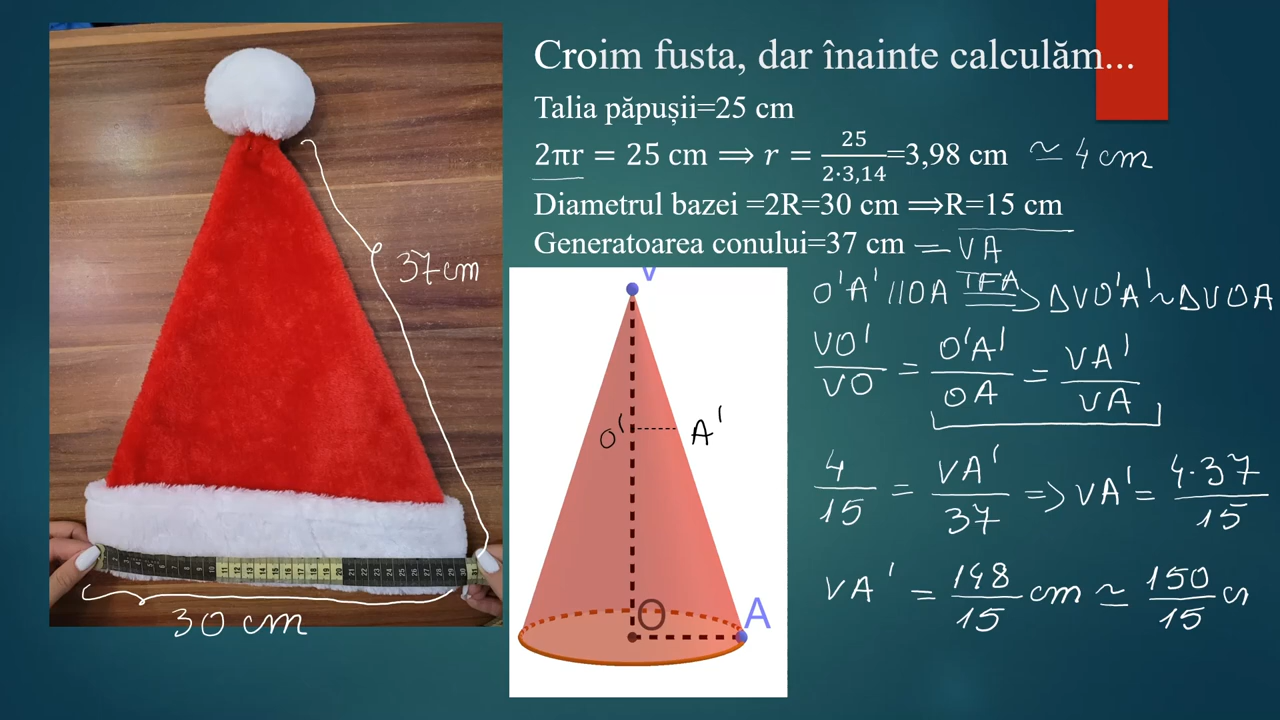 Croim fusta, dar înainte calculăm...
Talia păpușii=25 cm
2πr = 25 cm ⟹ r = 25/(2·3,14) =3,98 cm ≃ 4 cm
Diametrul bazei =2R=30 cm ⟹R=15 cm
Generatoarea conului=37 cm = VA
37 cm
30 cm
V
O'
A'
O
A
O'A' // OA =TFA=> ΔVO'A' ~ ΔVOA
VO'/VO = O'A'/OA = VA'/VA
4/15 = VA'/37 => VA' = 4·37/15
VA' = 148/15 cm ≃ 150/15 c